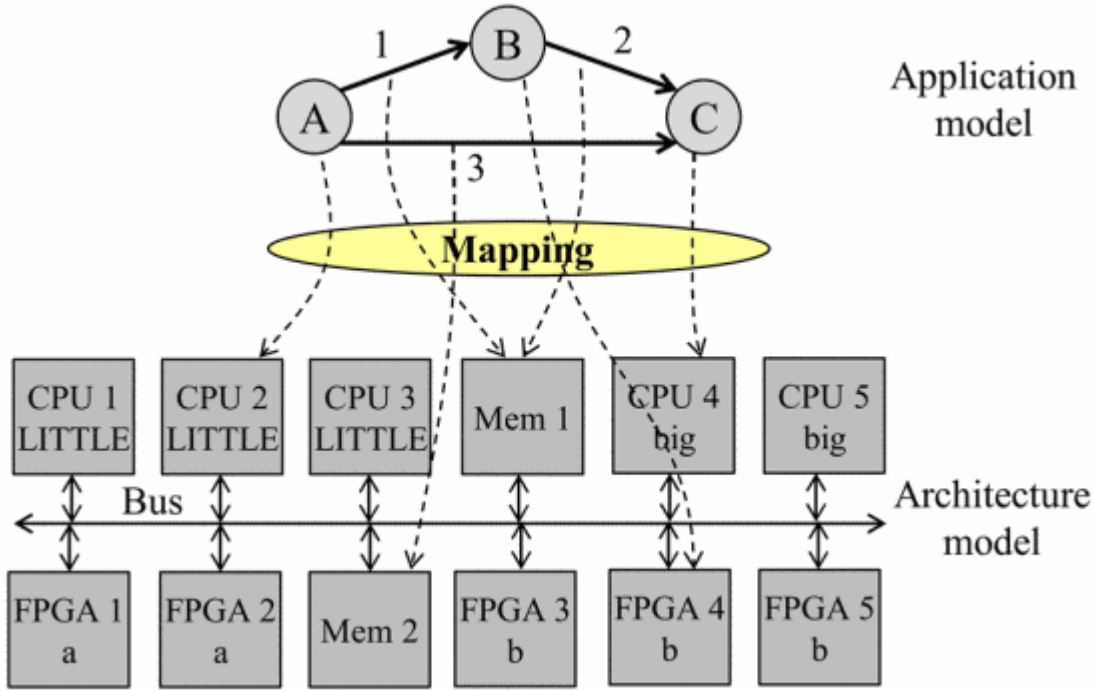 1
B
2
A
C
3
Application
model
Mapping
CPU 1
LITTLE
CPU 2
LITTLE
CPU 3
LITTLE
Mem 1
CPU 4
big
CPU 5
big
Bus
Architecture
model
FPGA 1
a
FPGA 2
a
Mem 2
FPGA 3
b
FPGA 4
b
FPGA 5
b